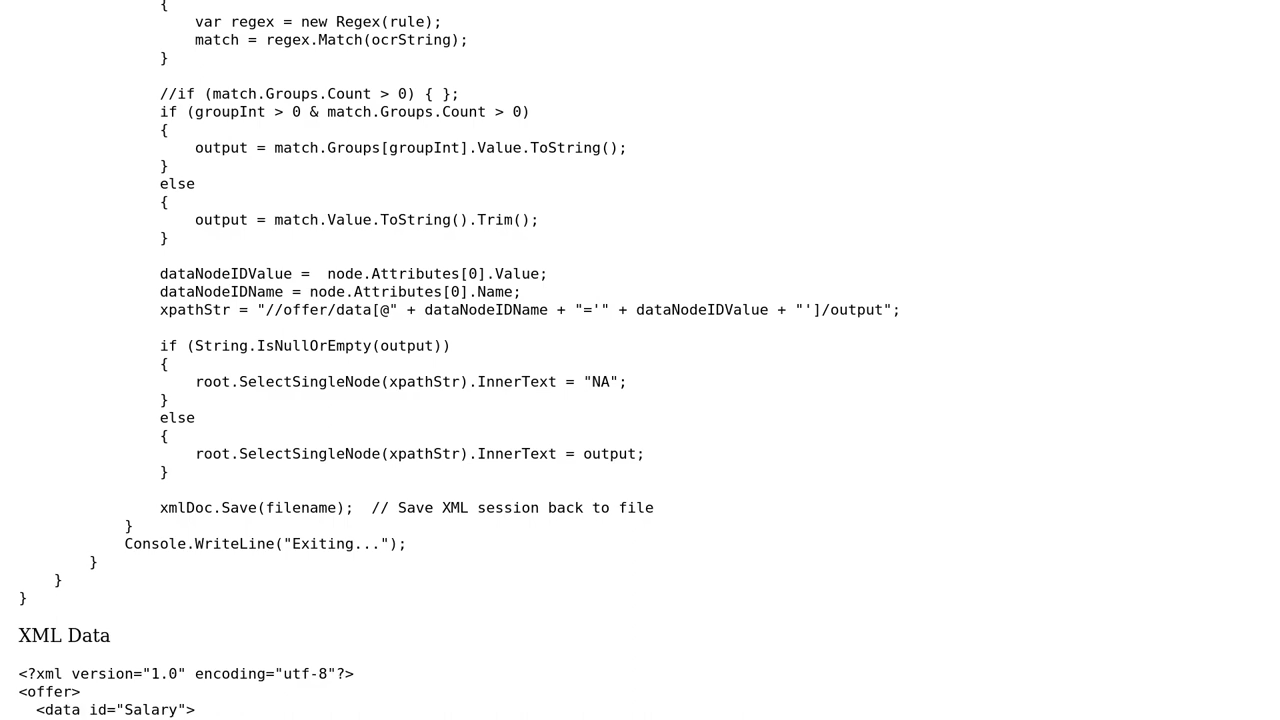 {
var regex = new Regex(rule);
match = regex.Match(ocrString);
}
//if (match.Groups.Count > 0) { };
if (groupInt > 0 & match.Groups.Count > 0)
{
output = match.Groups[groupInt].Value.ToString();
}
else
{
output = match.Value.ToString().Trim();
}
dataNodeIDValue =  node.Attributes[0].Value;
dataNodeIDName = node.Attributes[0].Name;
xpathStr = "//offer/data[@" + dataNodeIDName + "='" + dataNodeIDValue + "']/output";
if (String.IsNullOrEmpty(output))
{
root.SelectSingleNode(xpathStr).InnerText = "NA";
}
else
{
root.SelectSingleNode(xpathStr).InnerText = output;
}
xmlDoc.Save(filename);  // Save XML session back to file
}
Console.WriteLine("Exiting...");
}
}
}
XML Data
<?xml version="1.0" encoding="utf-8"?>
<offer>
<data id="Salary">